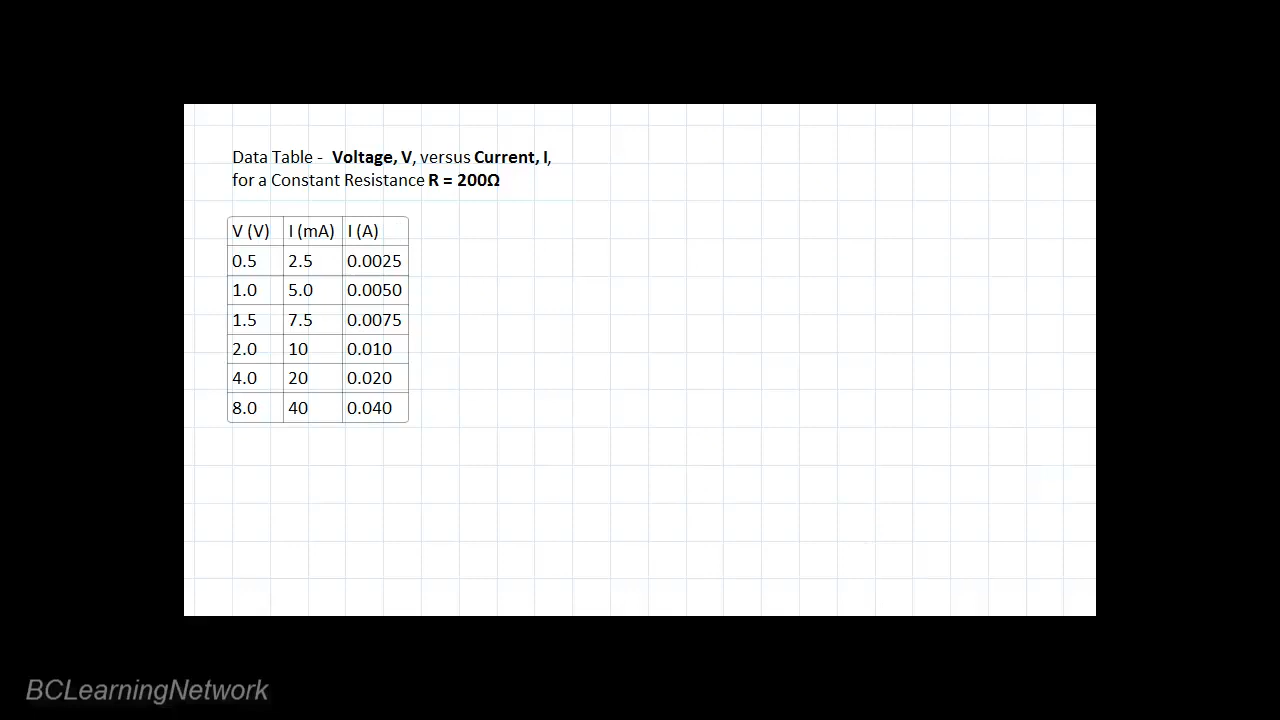 Data Table - Voltage, V, versus Current, I,
for a Constant Resistance R = 200Ω
V (V) I (mA) I (A)
0.5 2.5 0.0025
1.0 5.0 0.0050
1.5 7.5 0.0075
2.0 10 0.010
4.0 20 0.020
8.0 40 0.040
BCLearningNetwork